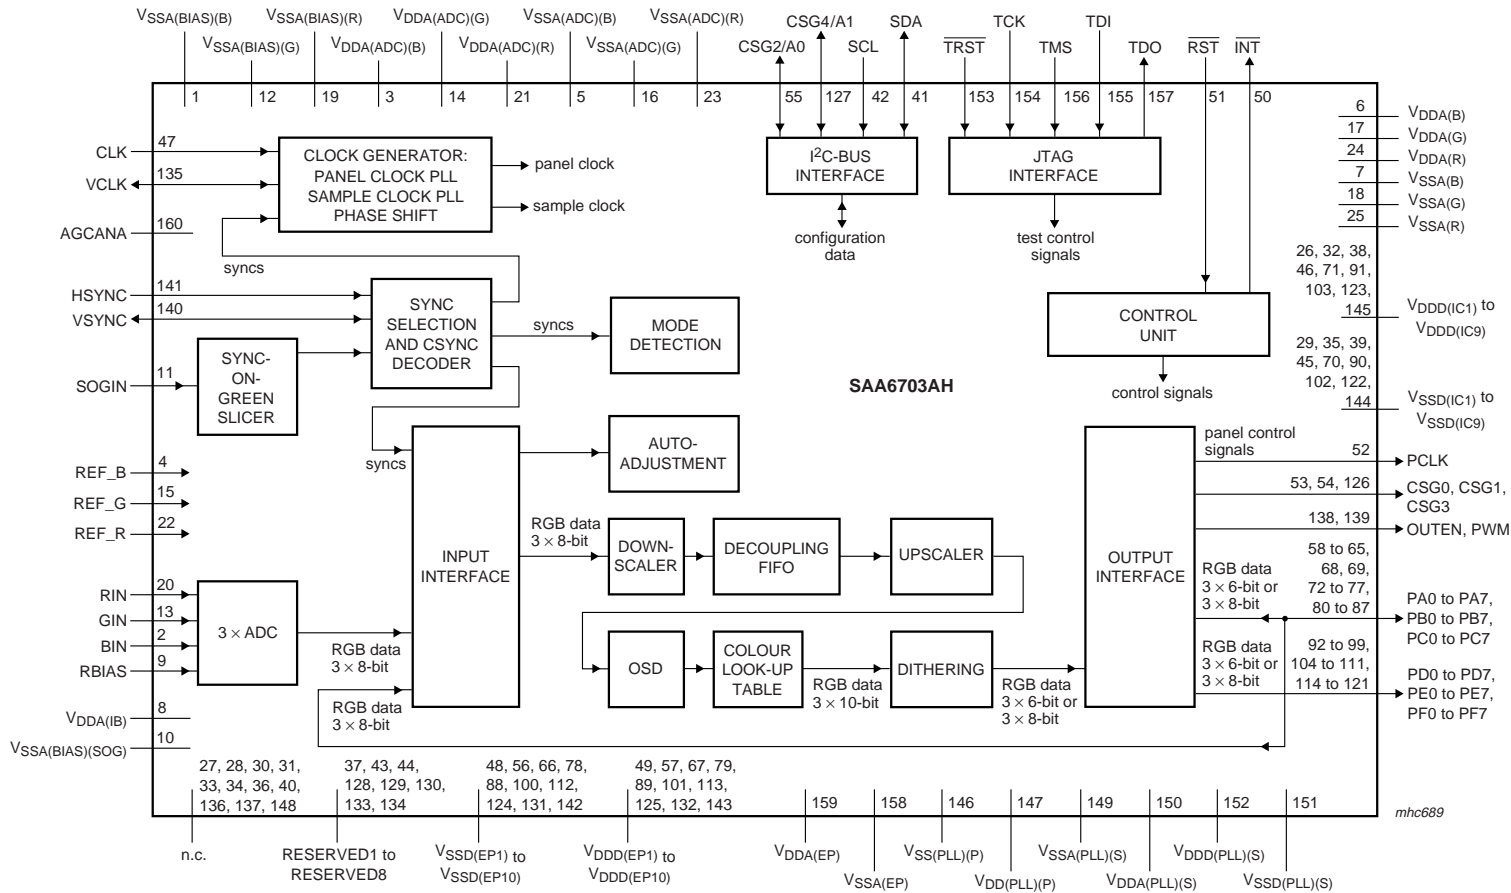 VSSA(BIAS)(B)
VSSA(BIAS)(R)
VDDA(ADC)(G)
VSSA(ADC)(B)
VSSA(ADC)(R)
VSSA(BIAS)(G)
VDDA(ADC)(B)
VDDA(ADC)(R)
VSSA(ADC)(G)
CSG4/A1
SDA
TCK
TDI
CSG2/A0
SCL
TRST
TMS
TDO
RST
INT
1
12
19
3
14
21
5
16
23
55
127
42
41
153
154
156
155
157
51
50
CLK
47
VCLK
135
AGCANA
160
CLOCK GENERATOR:
PANEL CLOCK PLL
SAMPLE CLOCK PLL
PHASE SHIFT
panel clock
sample clock
syncs
I2C-BUS
INTERFACE
configuration
data
JTAG
INTERFACE
test control
signals
6
VDDA(B)
17
VDDA(G)
24
VDDA(R)
7
VSSA(B)
18
VSSA(G)
25
VSSA(R)
HSYNC
141
VSYNC
140
SOGIN
11
SYNC-
ON-
GREEN
SLICER
SYNC
SELECTION
AND CSYNC
DECODER
syncs
MODE
DETECTION
SAA6703AH
CONTROL
UNIT
control signals
26, 32, 38,
46, 71, 91,
103, 123,
145
VDDD(IC1) to
VDDD(IC9)
29, 35, 39,
45, 70, 90,
102, 122,
144
VSSD(IC1) to
VSSD(IC9)
REF_B
4
REF_G
15
REF_R
22
syncs
INPUT
INTERFACE
AUTO-
ADJUSTMENT
RGB data
3 × 8-bit
DOWN-
SCALER
DECOUPLING
FIFO
UPSCALER
OUTPUT
INTERFACE
panel control
signals
52
PCLK
53, 54, 126
CSG0, CSG1,
CSG3
138, 139
OUTEN, PWM
RIN
20
GIN
13
BIN
2
RBIAS
9
3 × ADC
RGB data
3 × 8-bit
RGB data
3 × 8-bit
OSD
COLOUR
LOOK-UP
TABLE
RGB data
3 × 10-bit
DITHERING
RGB data
3 × 6-bit or
3 × 8-bit
RGB data
3 × 6-bit or
3 × 8-bit
58 to 65,
68, 69,
72 to 77,
80 to 87
PA0 to PA7,
PB0 to PB7,
PC0 to PC7
RGB data
3 × 6-bit or
3 × 8-bit
92 to 99,
104 to 111,
114 to 121
PD0 to PD7,
PE0 to PE7,
PF0 to PF7
VDDA(IB)
8
VSSA(BIAS)(SOG)
10
27, 28, 30, 31,
33, 34, 36, 40,
136, 137, 148
37, 43, 44,
128, 129, 130,
133, 134
48, 56, 66, 78,
88, 100, 112,
124, 131, 142
49, 57, 67, 79,
89, 101, 113,
125, 132, 143
159
158
146
147
149
150
152
151
mhc689
n.c.
RESERVED1 to
RESERVED8
VSSD(EP1) to
VSSD(EP10)
VDDD(EP1) to
VDDD(EP10)
VDDA(EP)
VSS(PLL)(P)
VSSA(PLL)(S)
VDDD(PLL)(S)
VSSA(EP)
VDD(PLL)(P)
VDDA(PLL)(S)
VSSD(PLL)(S)